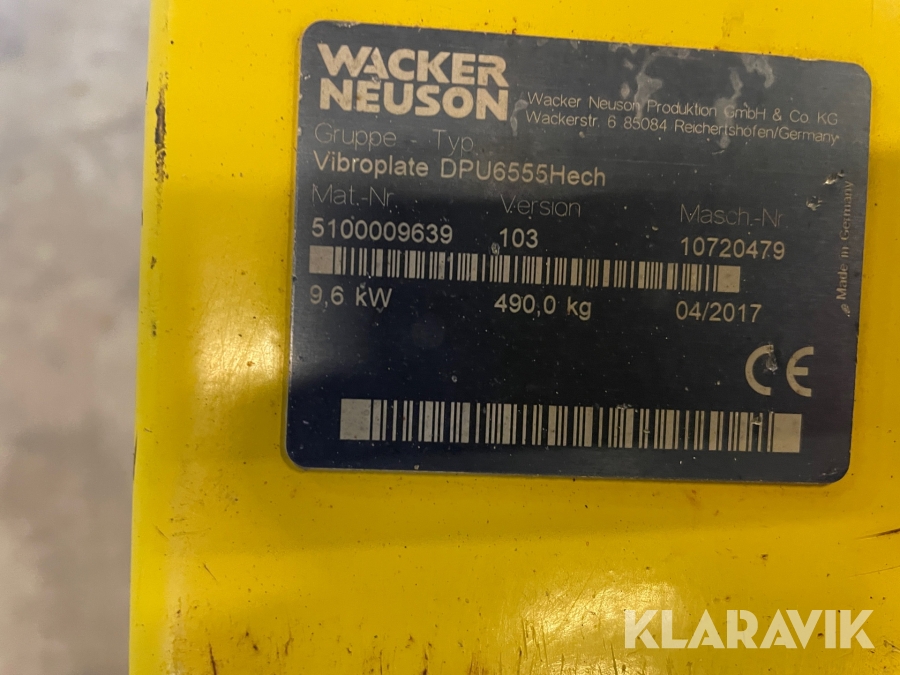 WACKER
NEUSON
Wacker Neuson Produktion GmbH & Co KG
Wackerstr. 6 85084 Reichertshofen/Germany
Gruppe Typ
Vibroplate DPU6555Hech
Mat.-Nr. Version Masch.-Nr.
5100009639 103 10720479
9,6 kW 490,0 kg 04/2017
Made in Germany
CE
KLARAVIK